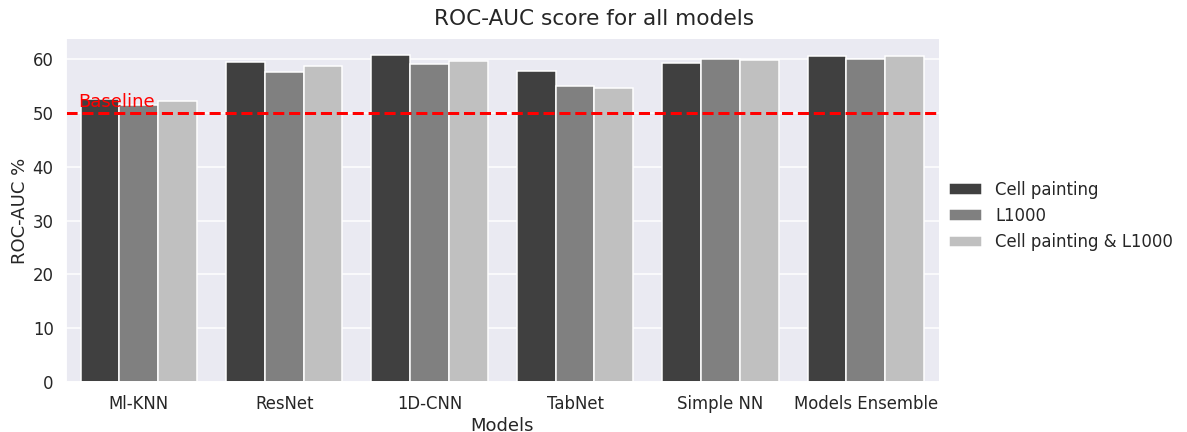 ROC-AUC score for all models
60
50
40
30
20
10
0
ROC-AUC %
Baseline
Ml-KNN
ResNet
1D-CNN
TabNet
Simple NN
Models Ensemble
Models
Cell painting
L1000
Cell painting & L1000